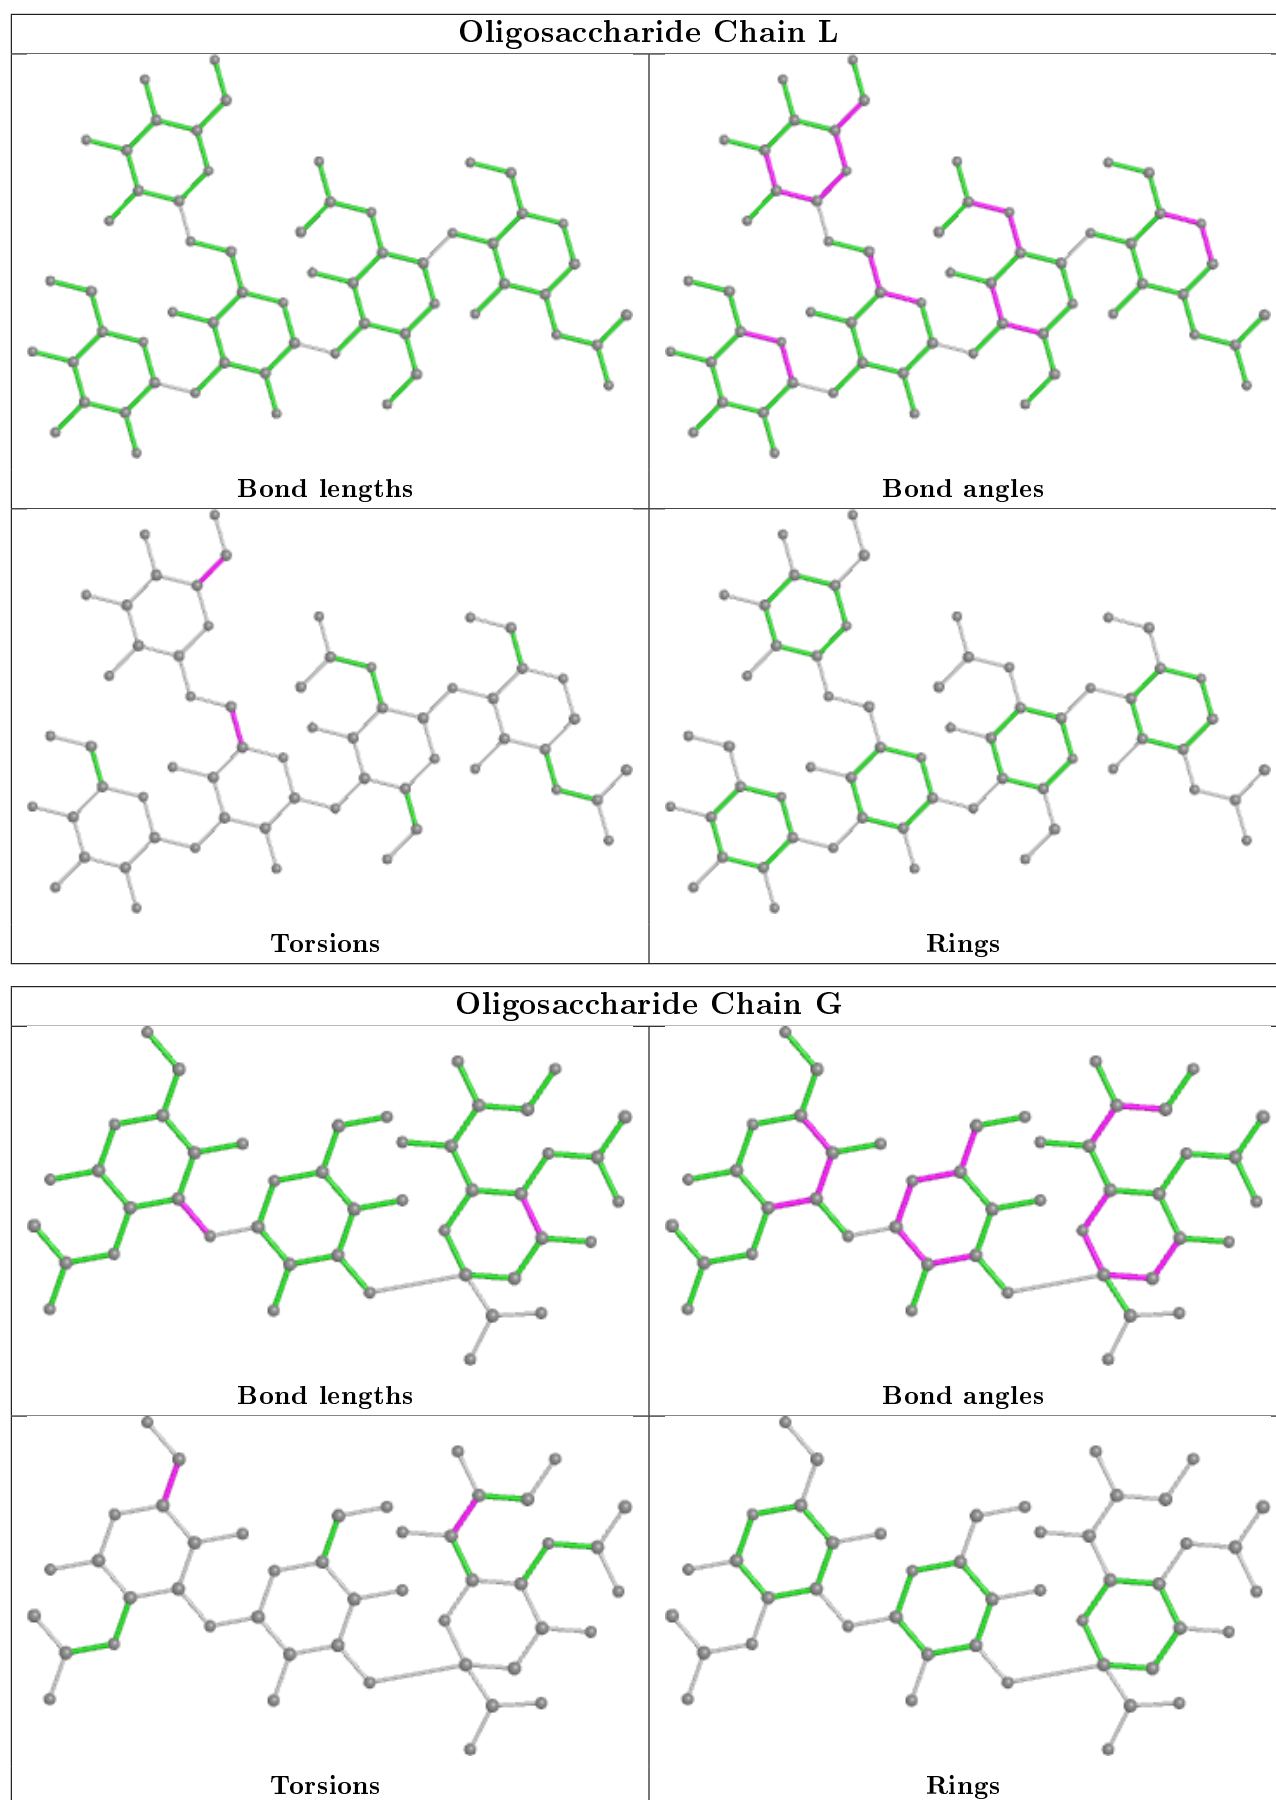 Oligosaccharide Chain L
Bond lengths
Bond angles
Torsions
Rings
Oligosaccharide Chain G
Bond lengths
Bond angles
Torsions
Rings